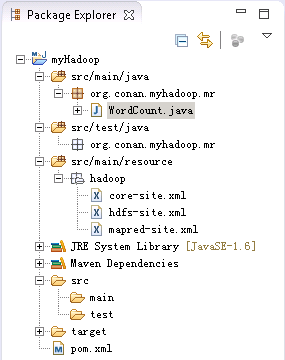 Package Explorer
myHadoop
src/main/java
org.conan.myhadoop.mr
WordCount.java
src/test/java
org.conan.myhadoop.mr
src/main/resource
hadoop
core-site.xml
hdfs-site.xml
mapred-site.xml
JRE System Library [JavaSE-1.6]
Maven Dependencies
src
main
test
target
pom.xml